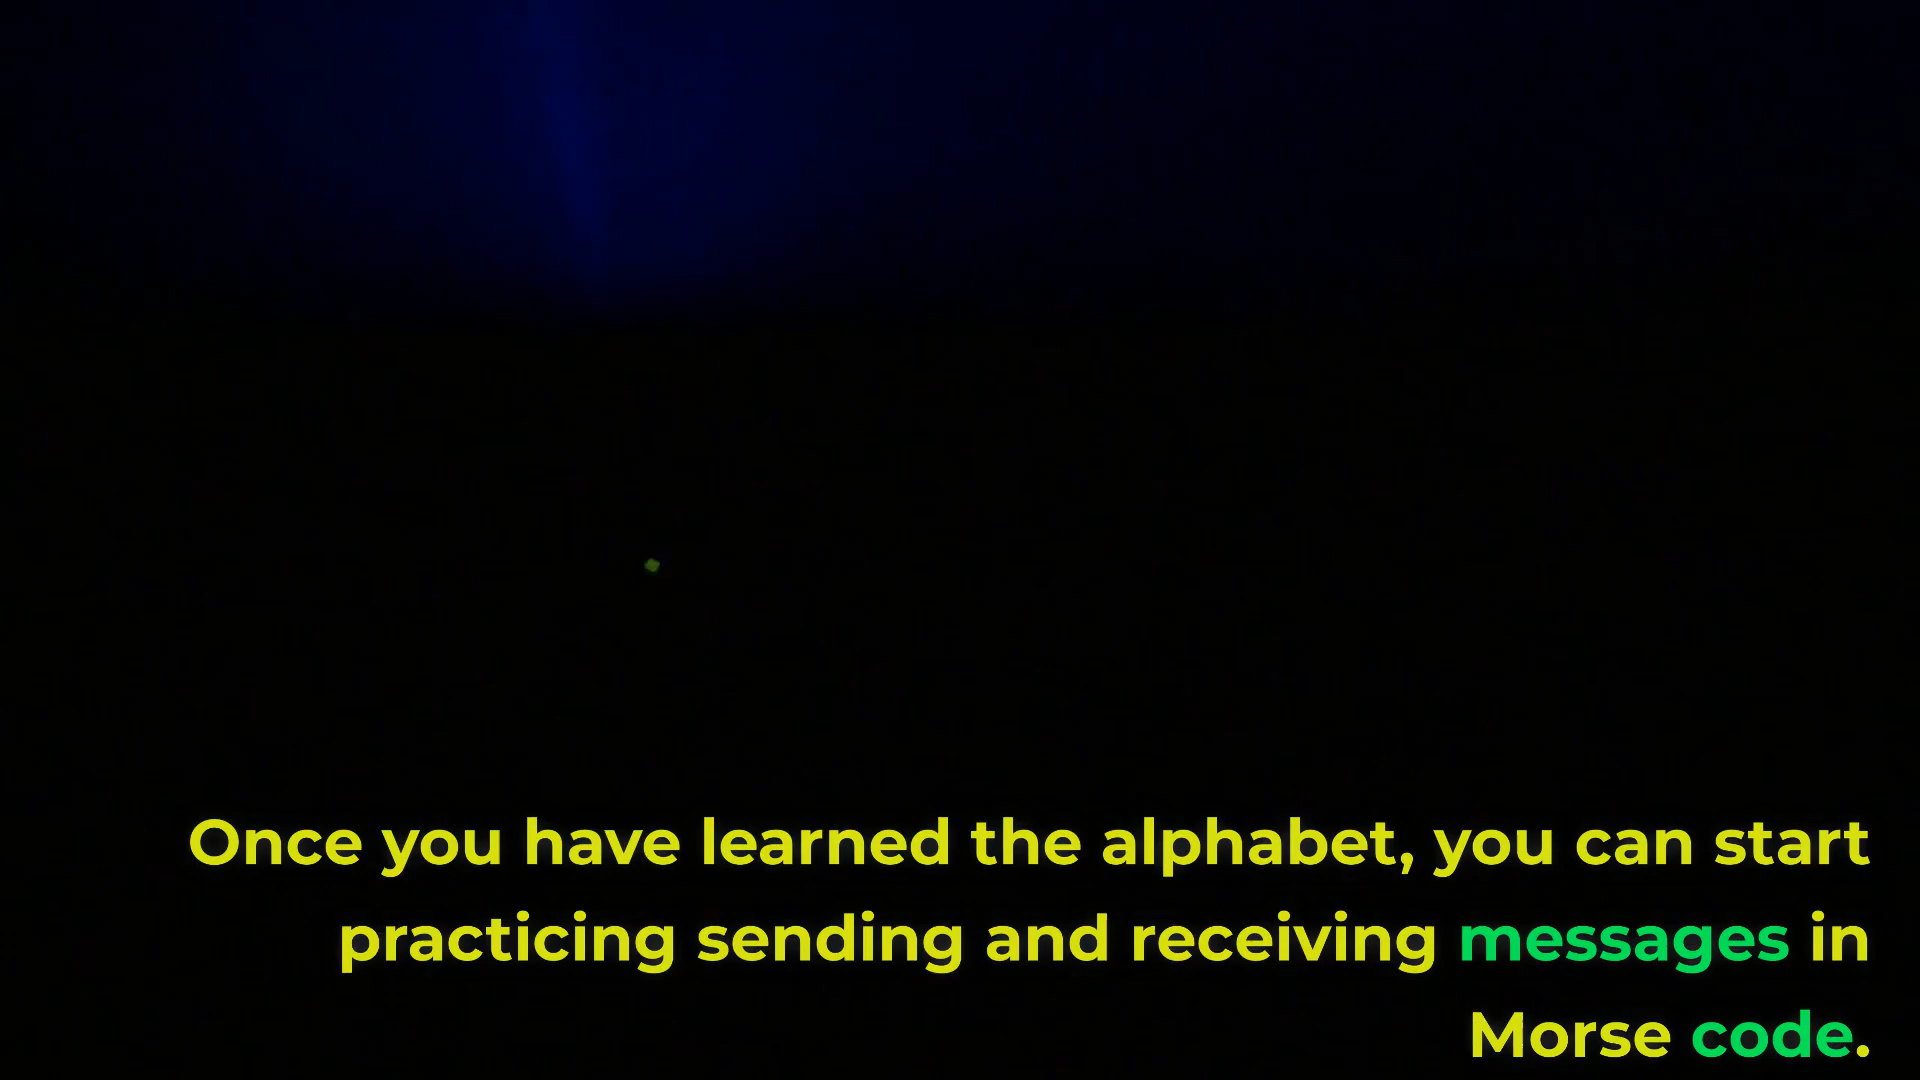 Once you have learned the alphabet, you can start
practicing sending and receiving messages in
Morse code.